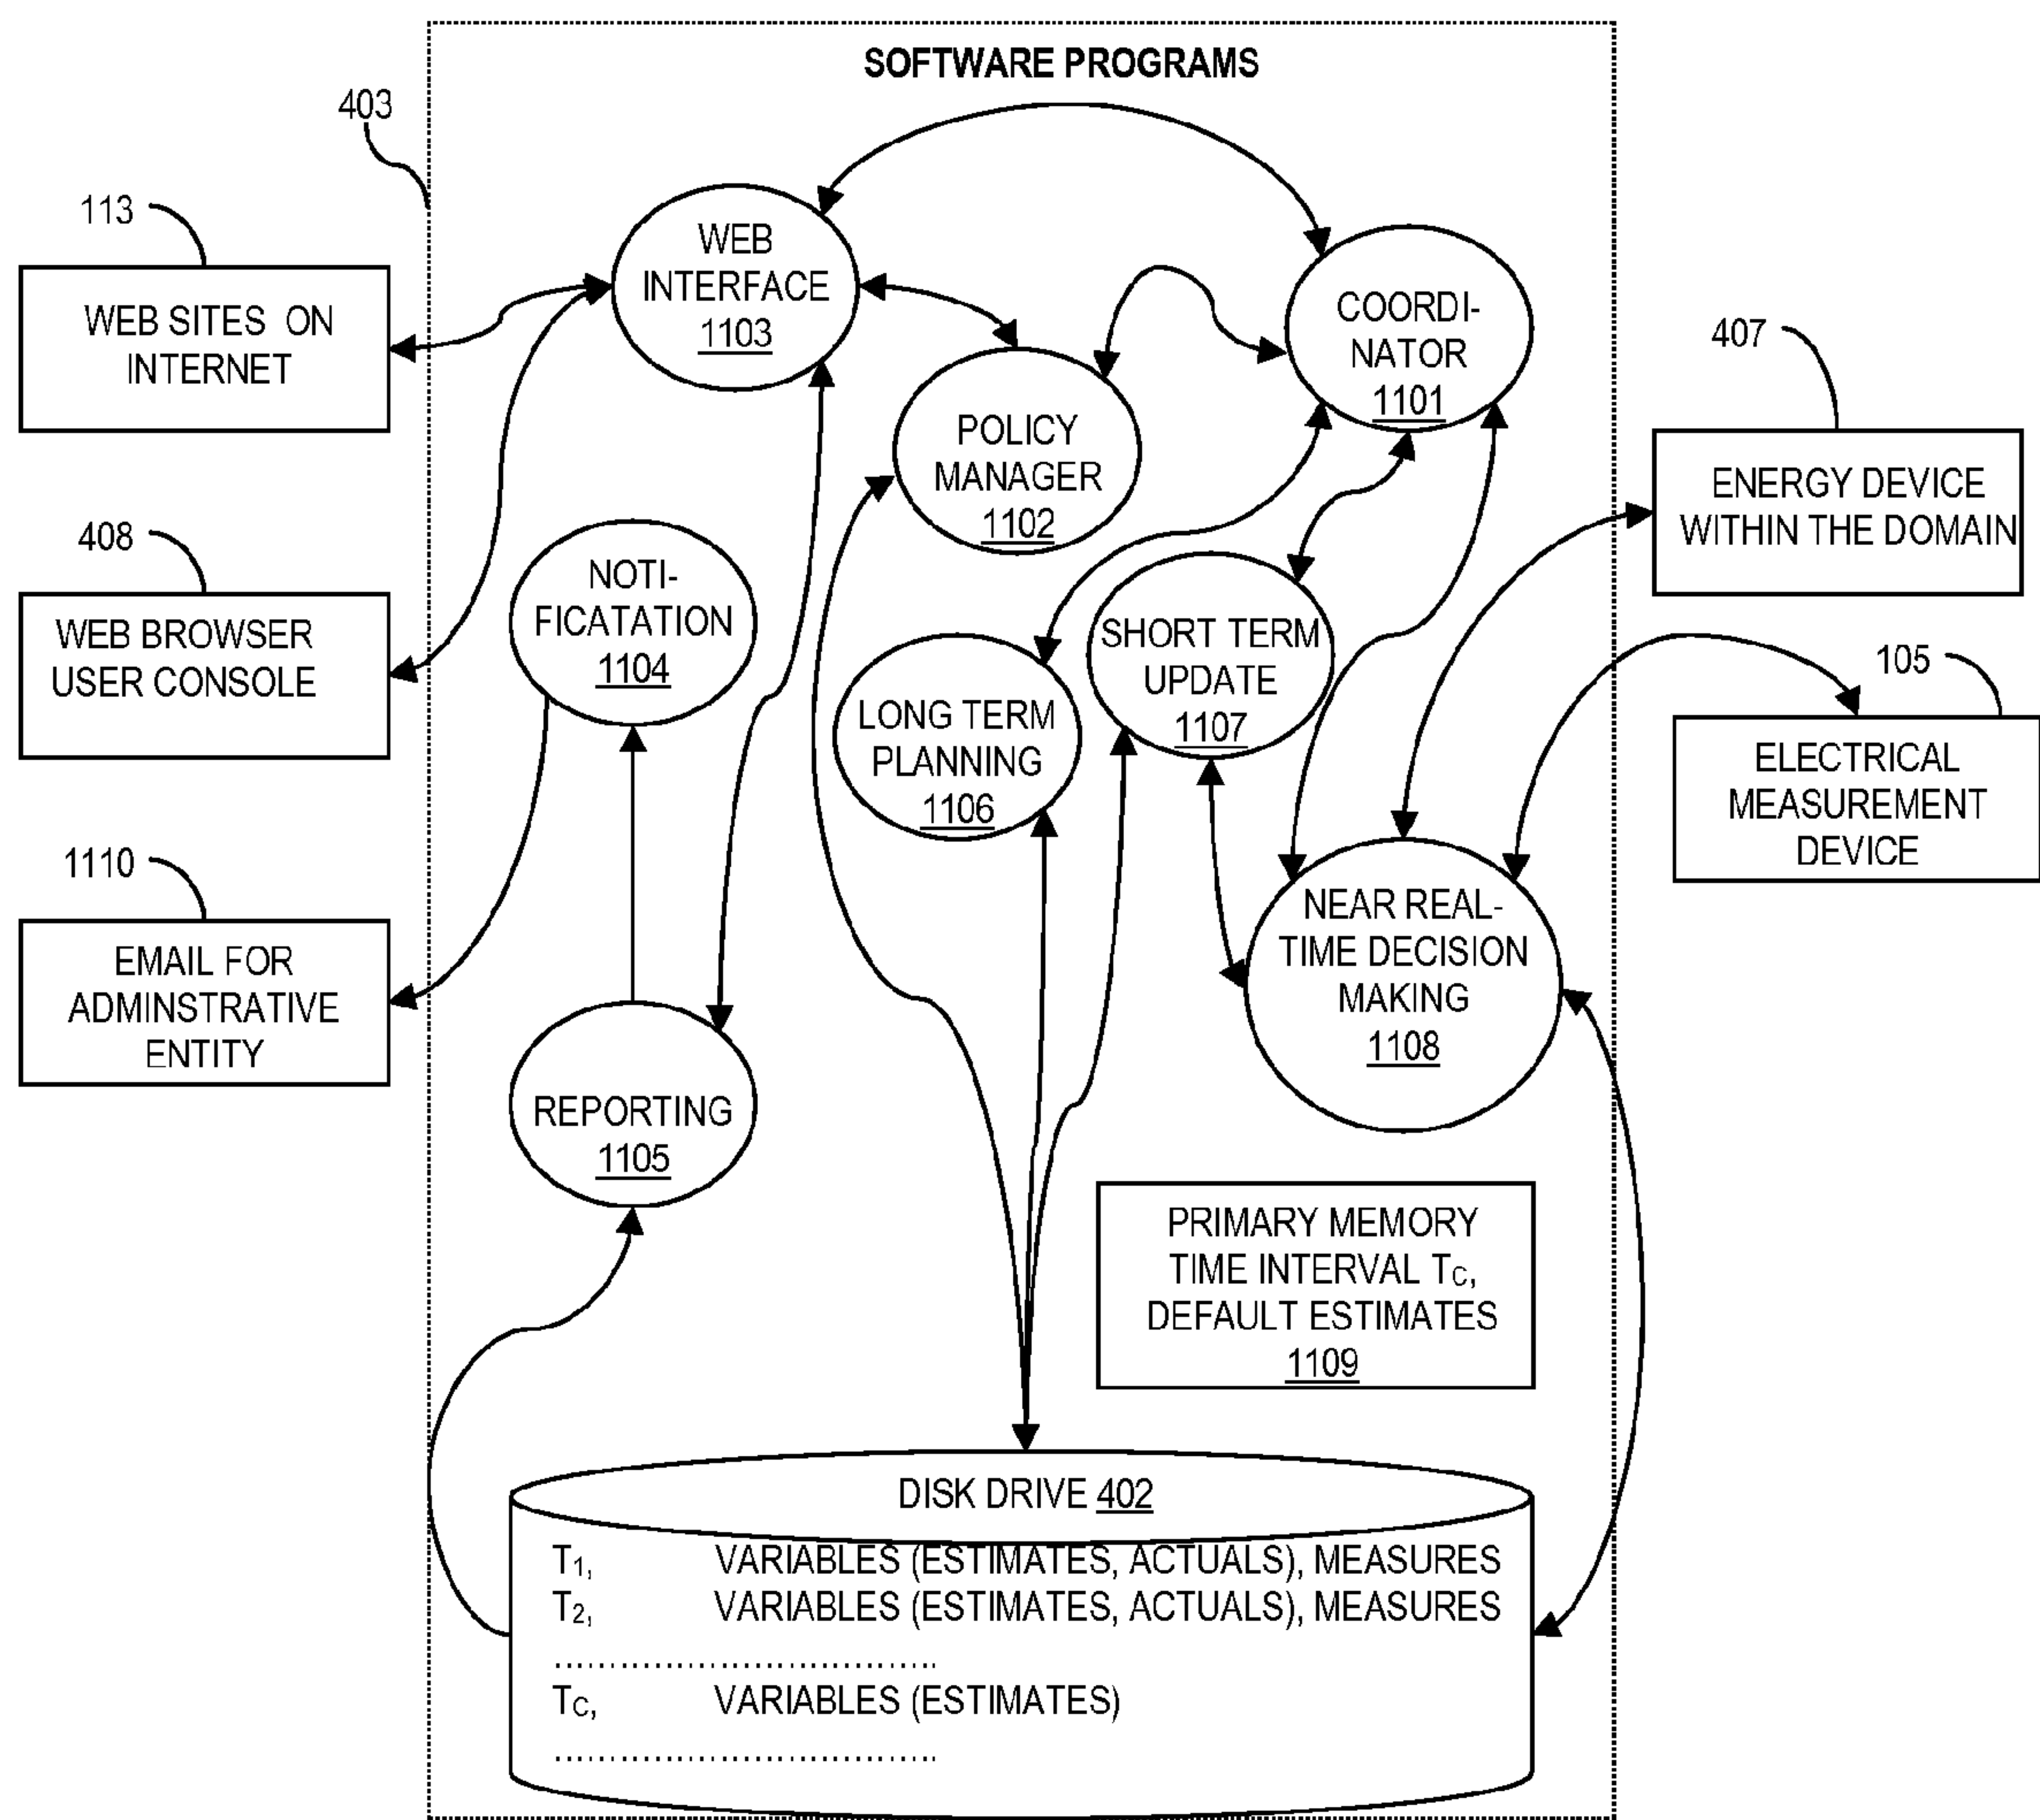 SOFTWARE PROGRAMS
403
113
WEB SITES ON
INTERNET
WEB
INTERFACE
1103
COORDI-
NATOR
1101
407
ENERGY DEVICE
WITHIN THE DOMAIN
POLICY
MANAGER
1102
408
WEB BROWSER
USER CONSOLE
NOTI-
FICATATION
1104
SHORT TERM
UPDATE
1107
105
ELECTRICAL
MEASUREMENT
DEVICE
LONG TERM
PLANNING
1106
1110
EMAIL FOR
ADMINSTRATIVE
ENTITY
NEAR REAL-
TIME DECISION
MAKING
1108
REPORTING
1105
PRIMARY MEMORY
TIME INTERVAL TC,
DEFAULT ESTIMATES
1109
DISK DRIVE 402
T1, VARIABLES (ESTIMATES, ACTUALS), MEASURES
T2, VARIABLES (ESTIMATES, ACTUALS), MEASURES
..................................
TC, VARIABLES (ESTIMATES)
..................................